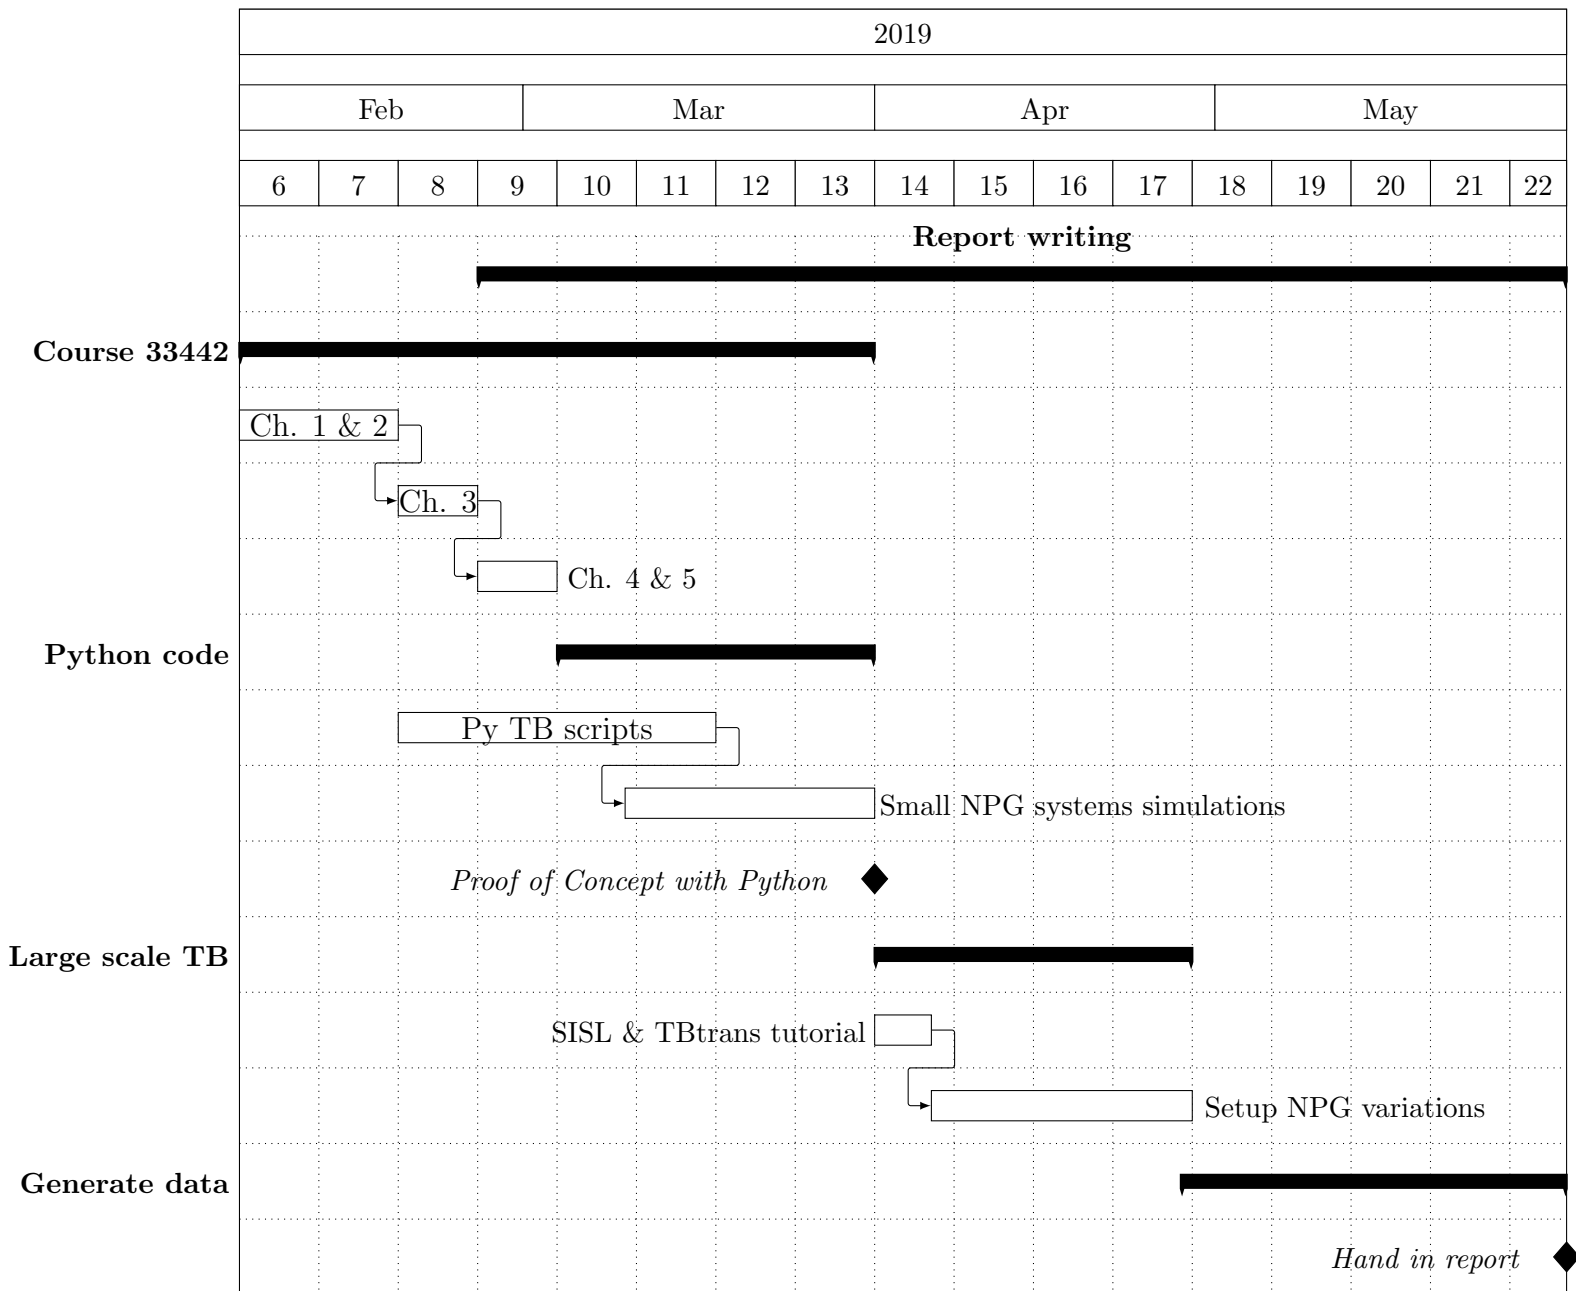 2019
Feb Mar Apr May
6 7 8 9 10 11 12 13 14 15 16 17 18 19 20 21 22
Report writing
Course 33442
Ch. 1 & 2
Ch. 3
Ch. 4 & 5
Python code
Py TB scripts
Small NPG systems simulations
Proof of Concept with Python
Large scale TB
SISL & TBtrans tutorial
Setup NPG variations
Generate data
Hand in report